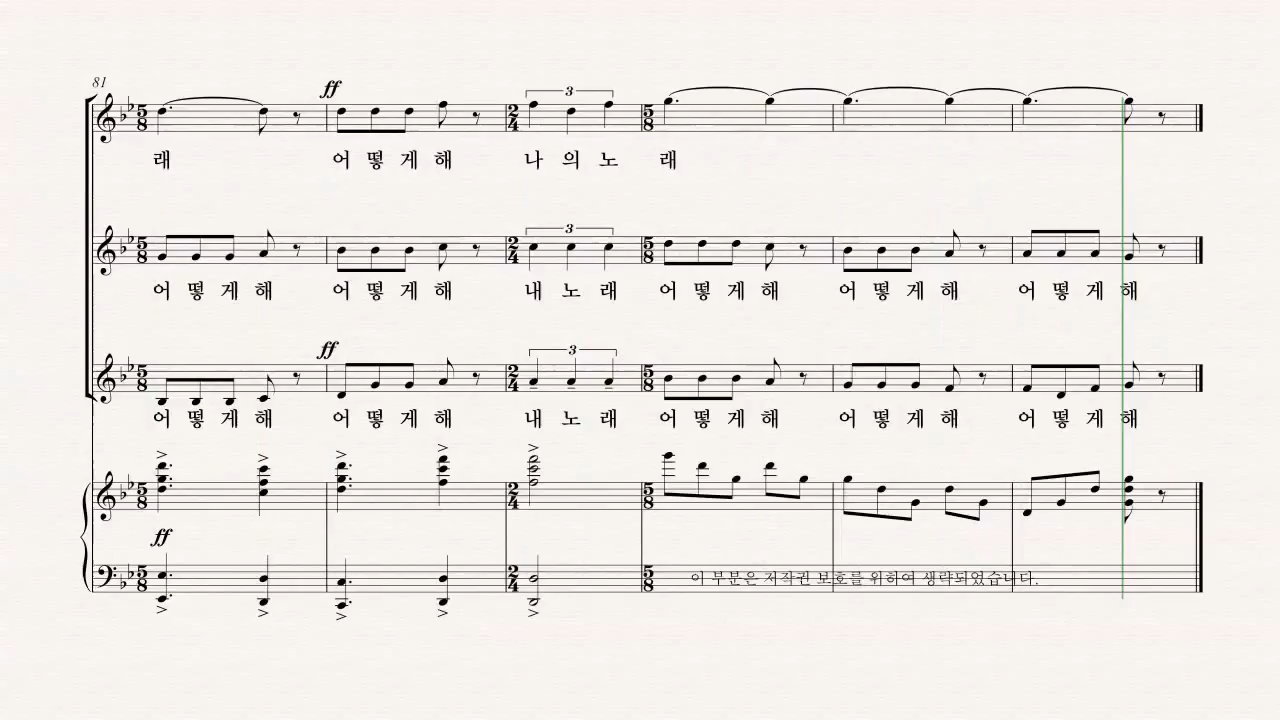 81
ff
3
래 어 떻 게 해 나 의 노 래
3
어 떻 게 해 어 떻 게 해 내 노 래 어 떻 게 해 어 떻 게 해 어 떻 게 해
ff
3
어 떻 게 해 어 떻 게 해 내 노 래 어 떻 게 해 어 떻 게 해 어 떻 게 해
ff
이 부분은 저작권 보호를 위하여 생략되었습니다.